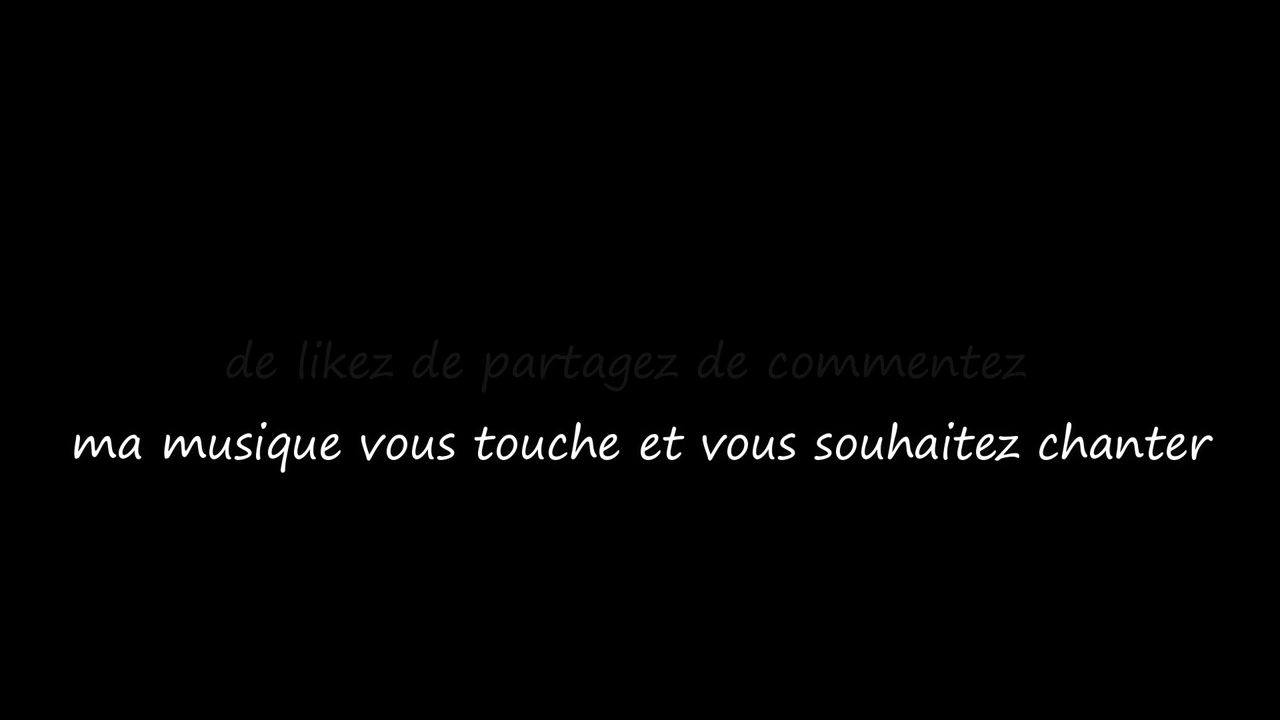 de likez de partagez de commentez
ma musique vous touche et vous souhaitez chanter